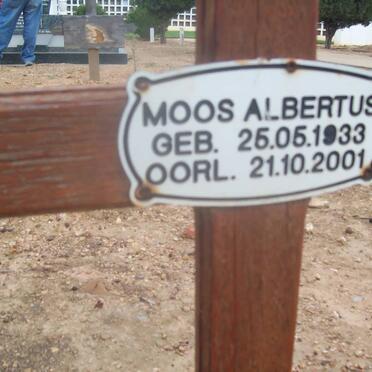 MOOS ALBERTUS
GEB. 25.05.1933
OORL. 21.10.2001